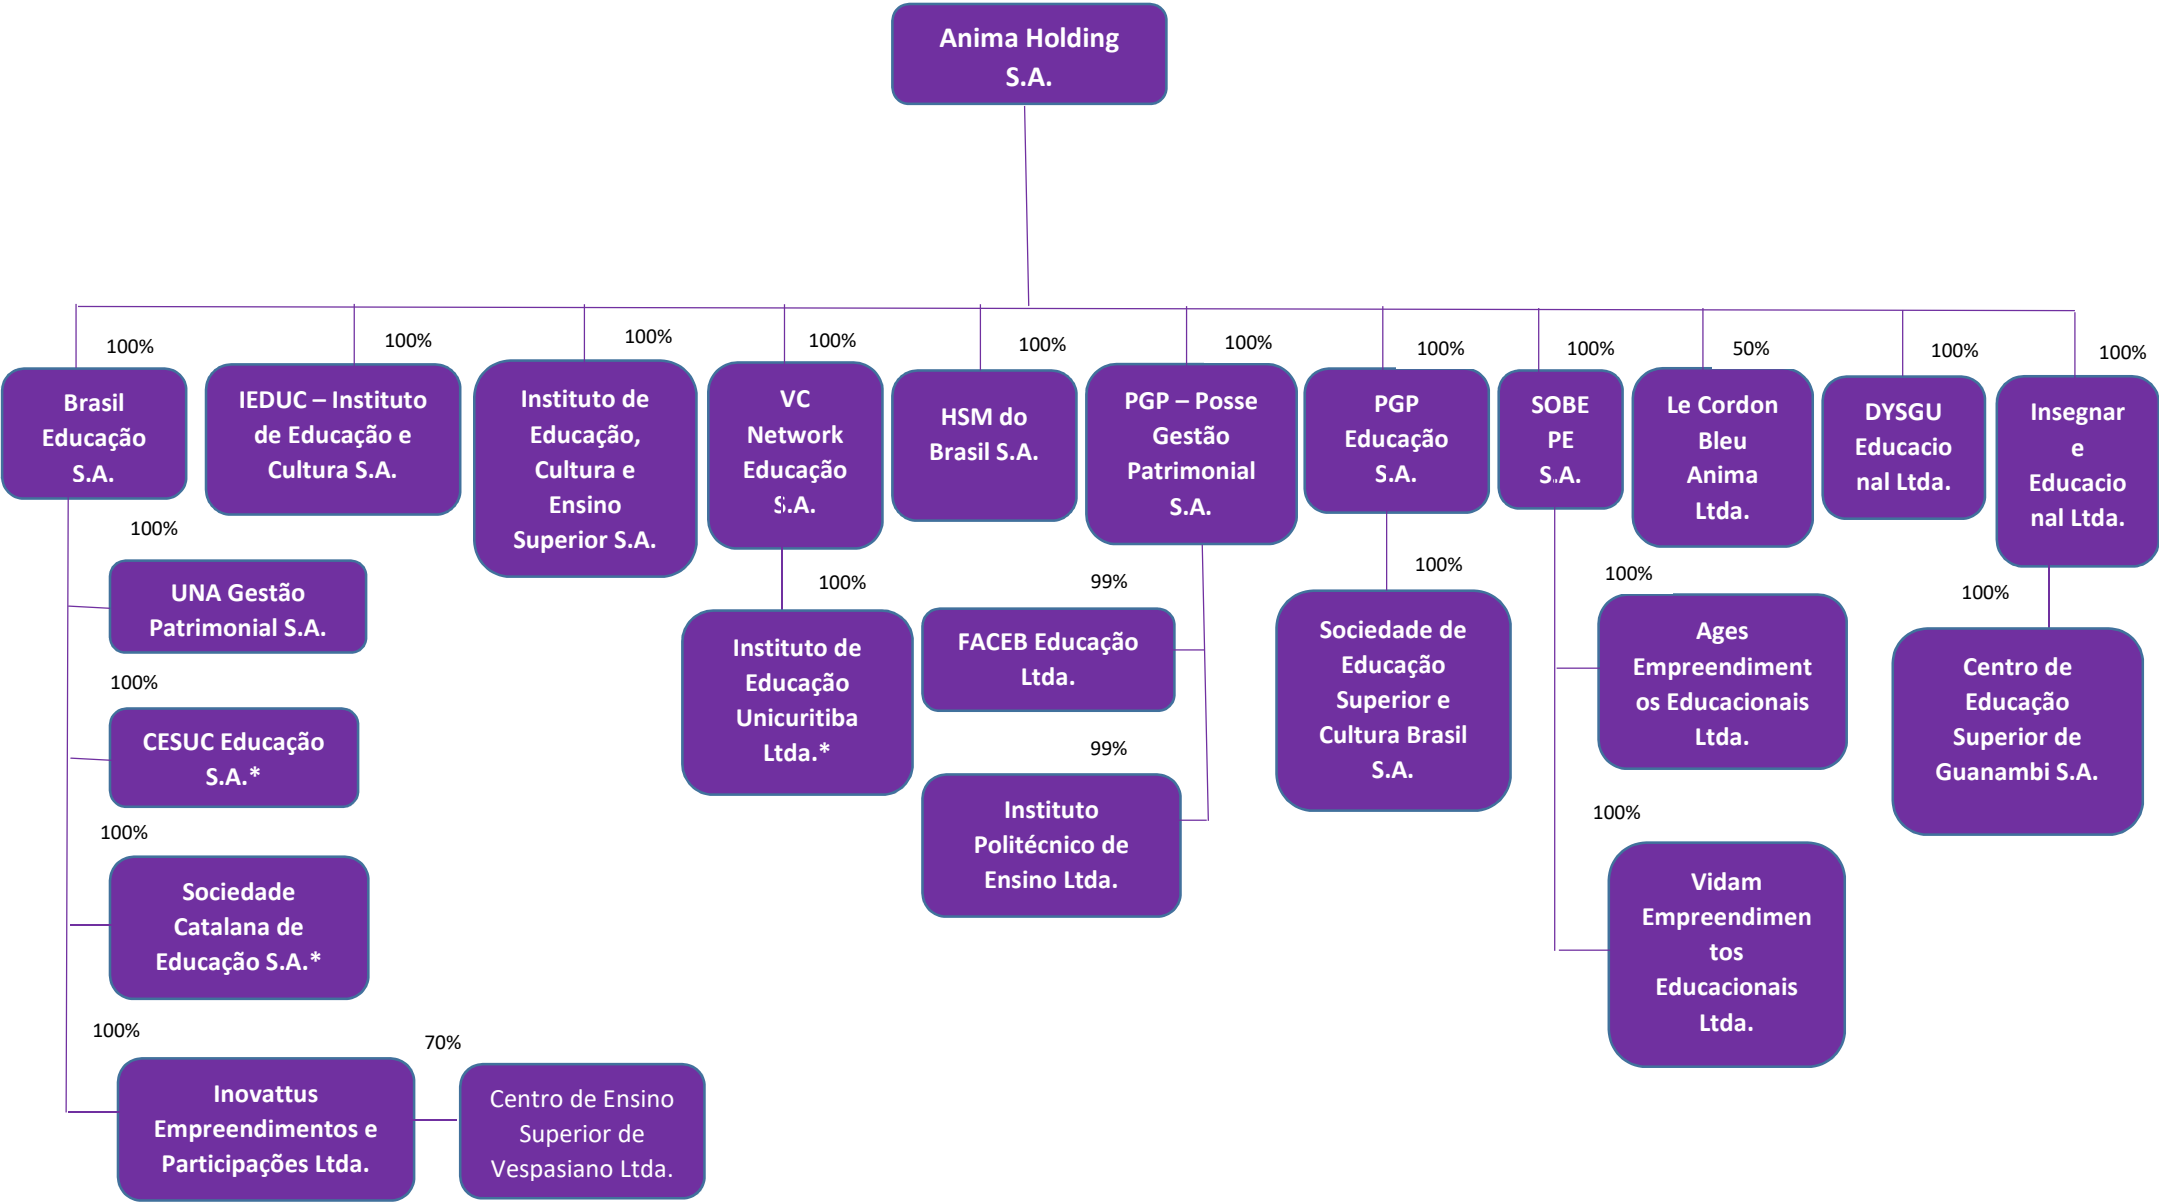 Anima Holding
S.A.
100%
Brasil
Educação
S.A.
100%
IEDUC – Instituto
de Educação e
Cultura S.A.
100%
Instituto de
Educação,
Cultura e
Ensino
Superior S.A.
100%
VC
Network
Educação
S.A.
100%
HSM do
Brasil S.A.
100%
PGP – Posse
Gestão
Patrimonial
S.A.
100%
PGP
Educação
S.A.
100%
SOBE
PE
S.A.
50%
Le Cordon
Bleu
Anima
Ltda.
100%
DYSGU
Educacio
nal Ltda.
100%
Insegnar
e
Educacio
nal Ltda.
100%
UNA Gestão
Patrimonial S.A.
100%
CESUC Educação
S.A.*
100%
Sociedade
Catalana de
Educação S.A.*
100%
Inovattus
Empreendimentos e
Participações Ltda.
70%
Centro de Ensino
Superior de
Vespasiano Ltda.
100%
Instituto de
Educação
Unicuritiba
Ltda.*
99%
FACEB Educação
Ltda.
99%
Instituto
Politécnico de
Ensino Ltda.
100%
Sociedade de
Educação
Superior e
Cultura Brasil
S.A.
100%
Ages
Empreendiment
os Educacionais
Ltda.
100%
Vidam
Empreendimen
tos
Educacionais
Ltda.
100%
Centro de
Educação
Superior de
Guanambi S.A.